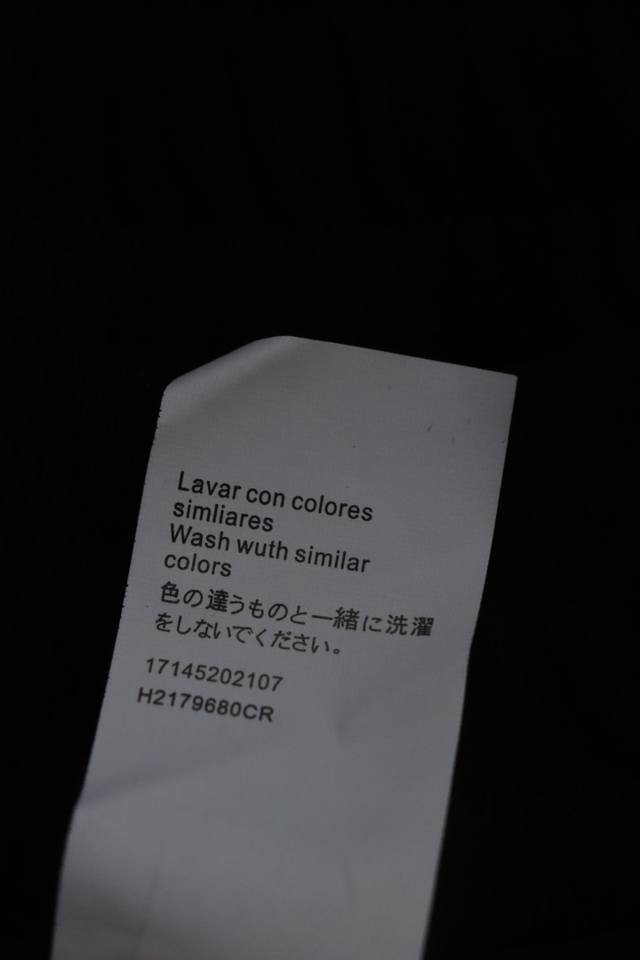 Lavar con colores
simliares
Wash wuth similar
colors
色の違うものと一緒に洗濯
をしないでください。
17145202107
H2179680CR